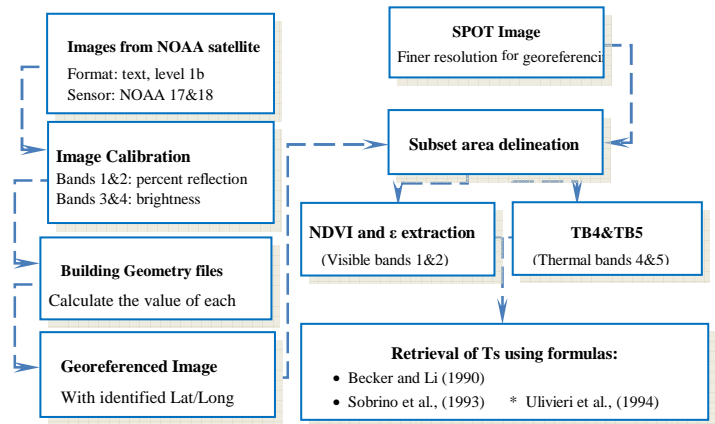 Images from NOAA satellite
Format: text, level 1b
Sensor: NOAA 17&18
Image Calibration
Bands 1&2: percent reflection
Bands 3&4: brightness
Building Geometry files
Calculate the value of each
Georeferenced Image
With identified Lat/Long
SPOT Image
Finer resolution for georeferenci
Subset area delineation
NDVI and ε extraction
(Visible bands 1&2)
TB4&TB5
(Thermal bands 4&5)
Retrieval of Ts using formulas:
• Becker and Li (1990)
• Sobrino et al., (1993) * Ulivieri et al., (1994)